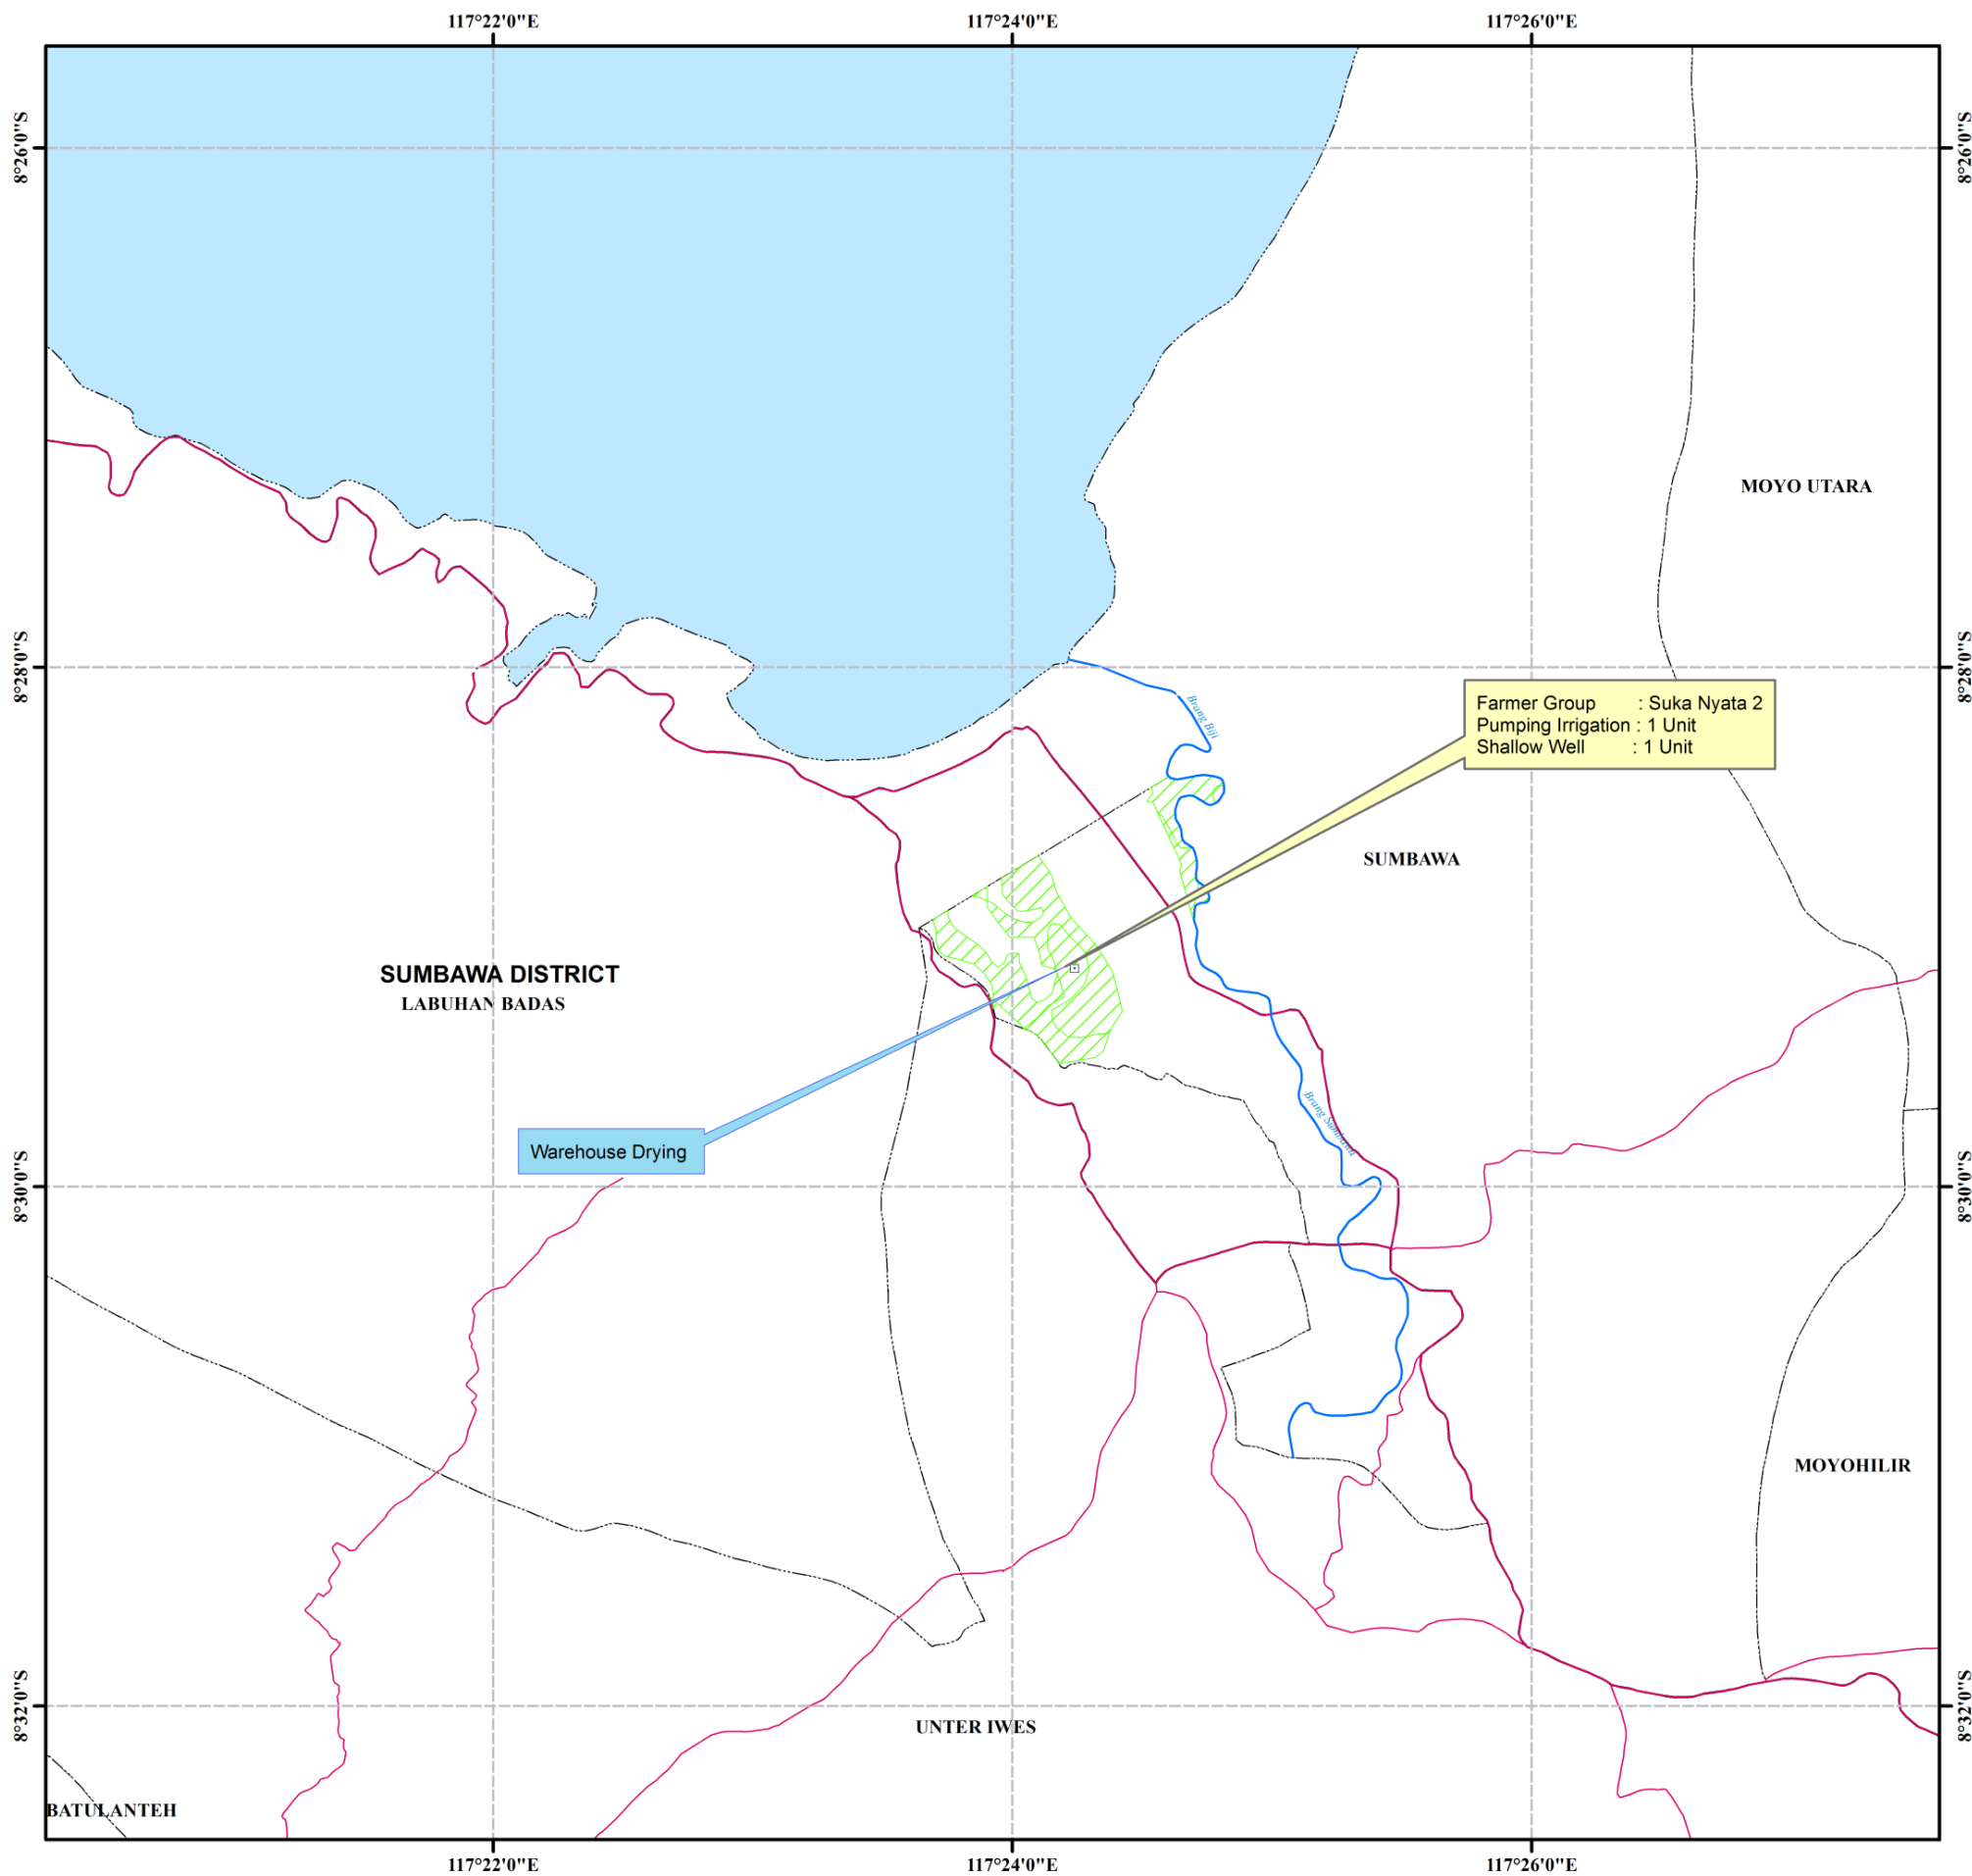 117°22'0"E
117°24'0"E
117°26'0"E
8°26'0"S
8°26'0"S
MOYO UTARA
8°28'0"S
8°28'0"S
Brang Biji
Farmer Group : Suka Nyata 2
Pumping Irrigation : 1 Unit
Shallow Well : 1 Unit
SUMBAWA
SUMBAWA DISTRICT
LABUHAN BADAS
Brang Sumbawa
Warehouse Drying
8°30'0"S
8°30'0"S
MOYOHILIR
8°32'0"S
8°32'0"S
UNTER IWES
BATULANTEH
117°22'0"E
117°24'0"E
117°26'0"E